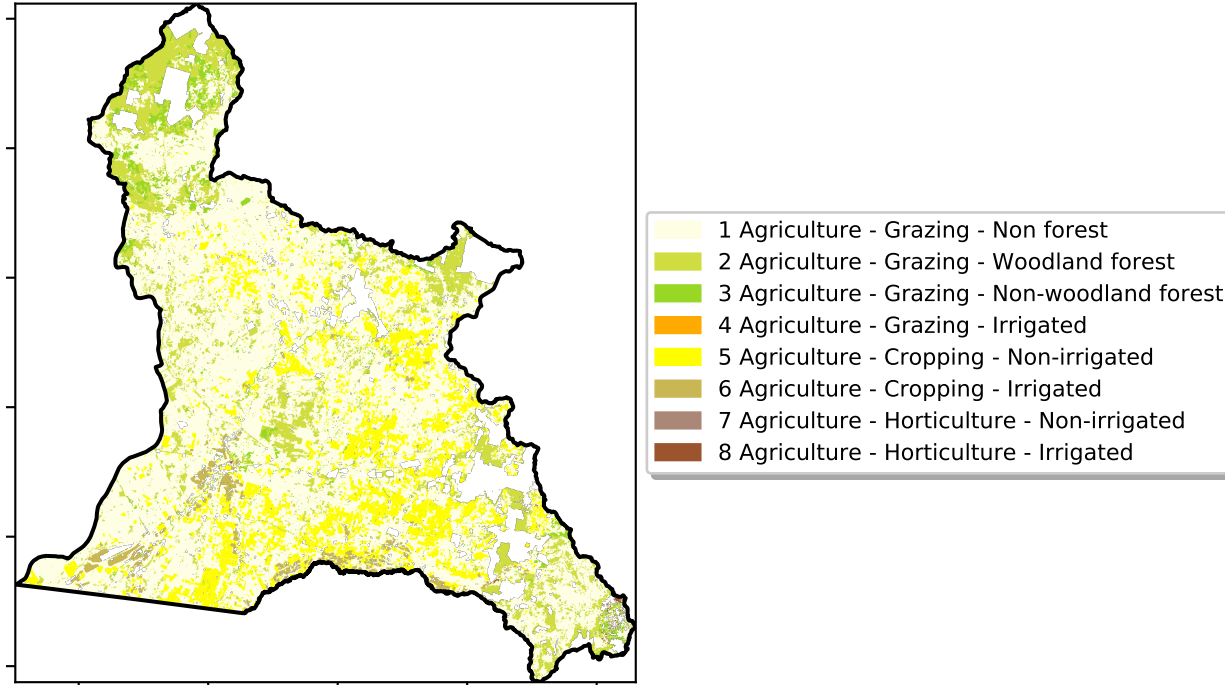 1 Agriculture - Grazing - Non forest
2 Agriculture - Grazing - Woodland forest
3 Agriculture - Grazing - Non-woodland forest
4 Agriculture - Grazing - Irrigated
5 Agriculture - Cropping - Non-irrigated
6 Agriculture - Cropping - Irrigated
7 Agriculture - Horticulture - Non-irrigated
8 Agriculture - Horticulture - Irrigated